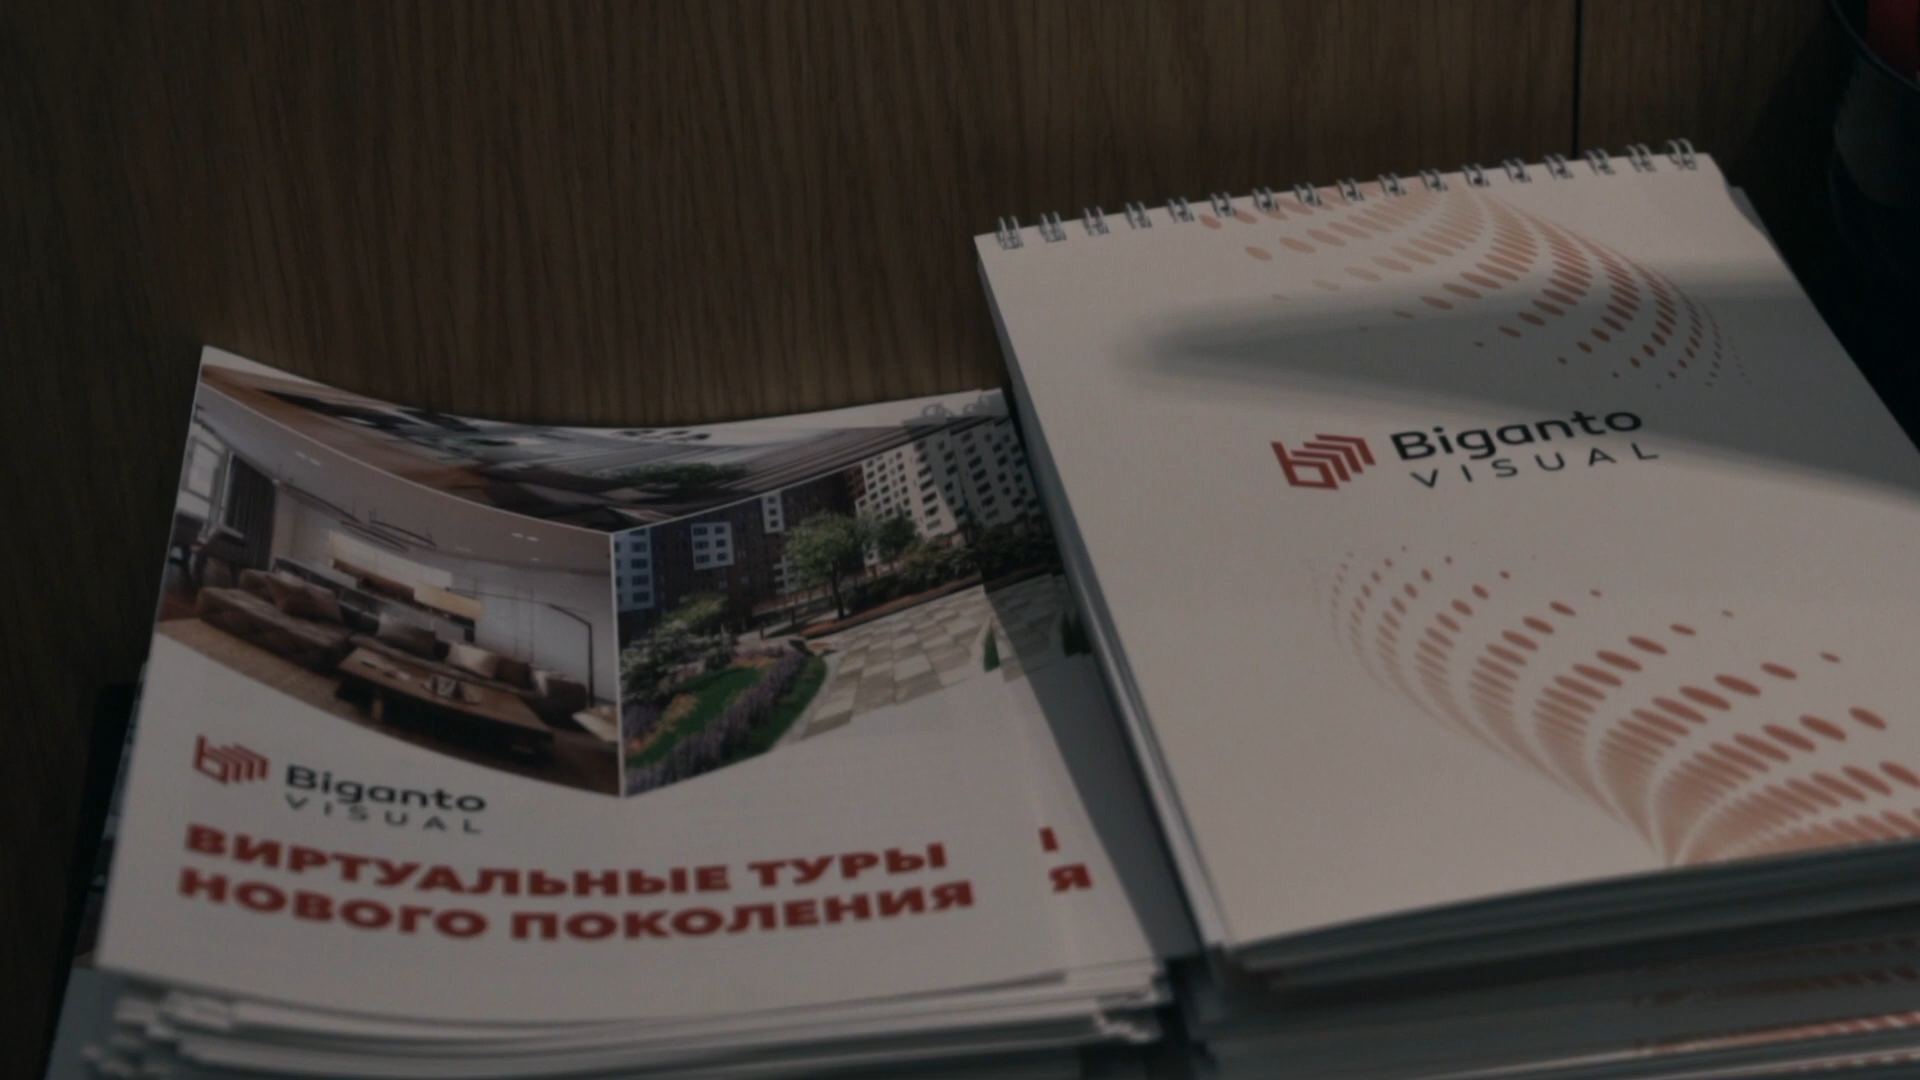 Biganto
VISUAL
ВИРТУАЛЬНЫЕ ТУРЫ
НОВОГО ПОКОЛЕНИЯ
Я
Biganto
VISUAL